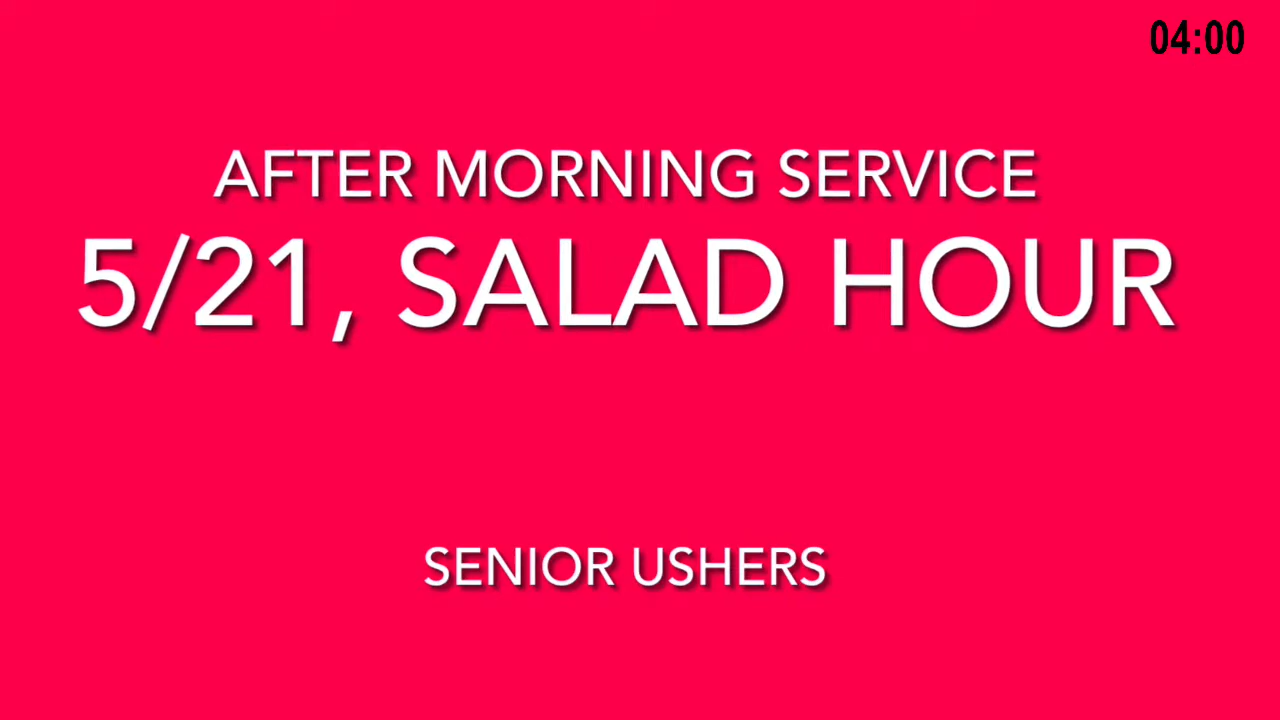 04:00
AFTER MORNING SERVICE
5/21, SALAD HOUR
SENIOR USHERS